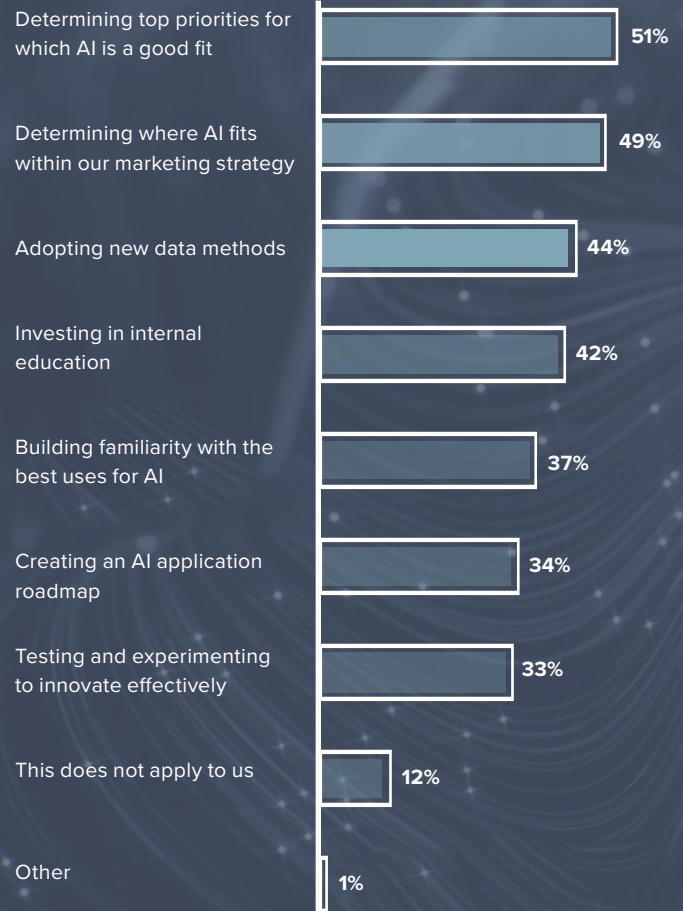 Determining top priorities for
which AI is a good fit
51%
Determining where AI fits
within our marketing strategy
49%
Adopting new data methods
44%
Investing in internal
education
42%
Building familiarity with the
best uses for AI
37%
Creating an AI application
roadmap
34%
Testing and experimenting
to innovate effectively
33%
This does not apply to us
12%
Other
1%